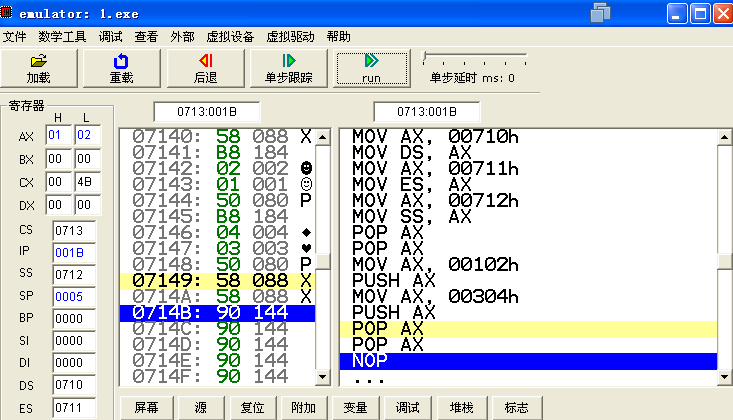 emulator: 1.exe
文件 数学工具 调试 查看 外部 虚拟设备 虚拟驱动 帮助
加载 重载 后退 单步跟踪 run 单步延时 ms: 0
寄存器
H L
AX 01 02
BX 00 00
CX 00 4B
DX 00 00
CS 0713
IP 001B
SS 0712
SP 0005
BP 0000
SI 0000
DI 0000
DS 0710
ES 0711
0713:001B
07140: 58 088 X
07141: B8 184
07142: 02 002 ☻
07143: 01 001 ☺
07144: 50 080 P
07145: B8 184
07146: 04 004 ♦
07147: 03 003 ♥
07148: 50 080 P
07149: 58 088 X
0714A: 58 088 X
0714B: 90 144
0714C: 90 144
0714D: 90 144
0714E: 90 144
0714F: 90 144
0713:001B
MOV AX, 00710h
MOV DS, AX
MOV AX, 00711h
MOV ES, AX
MOV AX, 00712h
MOV SS, AX
POP AX
POP AX
MOV AX, 00102h
PUSH AX
MOV AX, 00304h
PUSH AX
POP AX
POP AX
NOP
...
屏幕 源 复位 附加 变量 调试 堆栈 标志